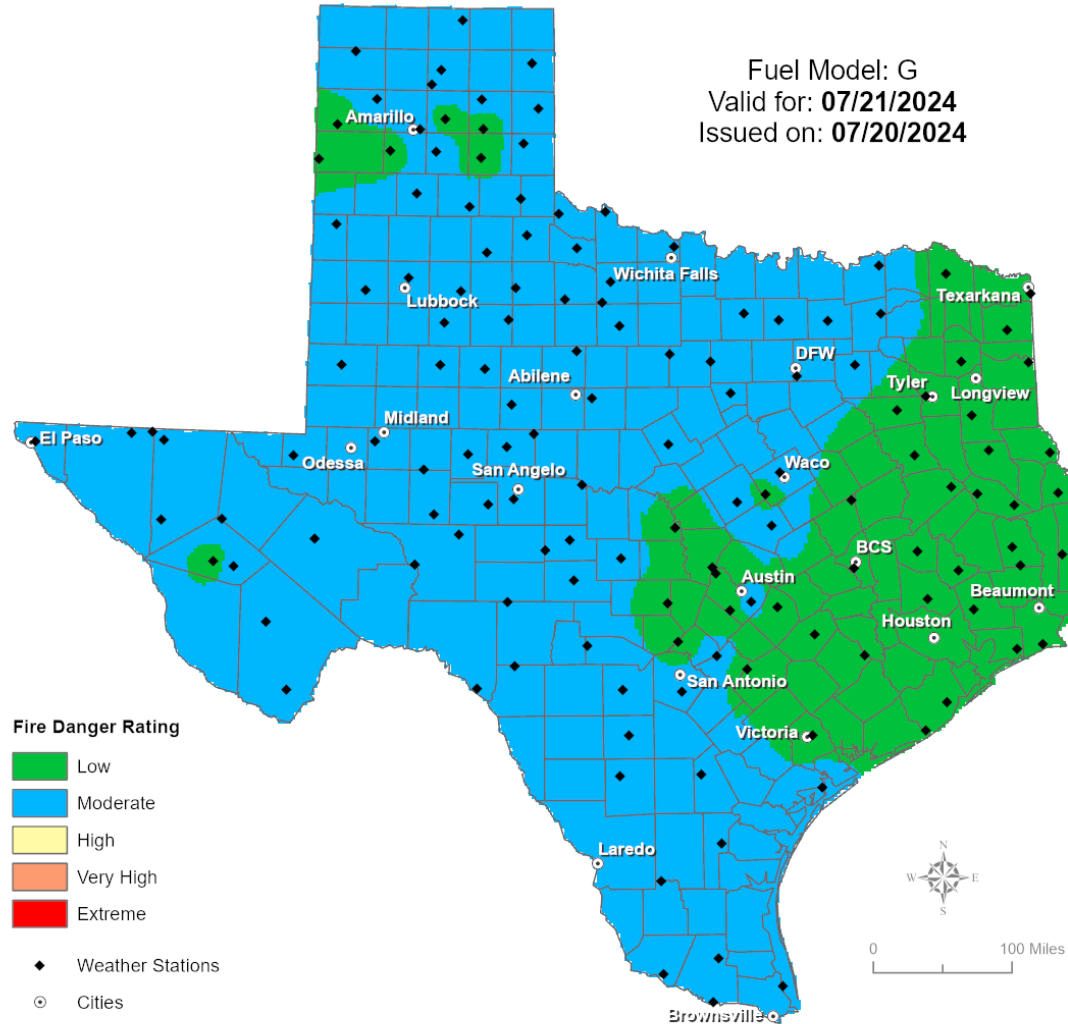 Fuel Model: G
Valid for: 07/21/2024
Issued on: 07/20/2024
Amarillo
Wichita Falls
Lubbock
Texarkana
DFW
Abilene
Tyler
Longview
Midland
El Paso
Odessa
San Angelo
Waco
BCS
Austin
Beaumont
Houston
San Antonio
Victoria
Laredo
Brownsville
Fire Danger Rating
Low
Moderate
High
Very High
Extreme
Weather Stations
Cities
N
W E
S
0 100 Miles